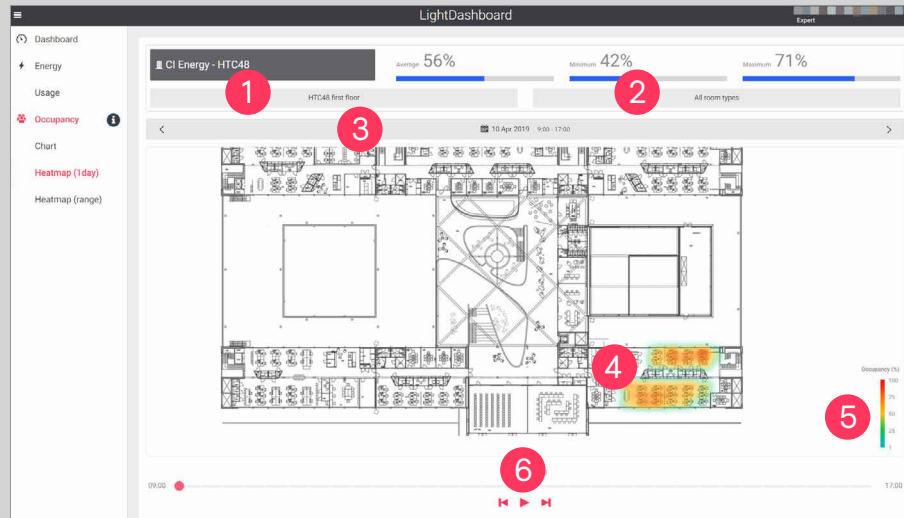 LightDashboard
Expert
Dashboard
Energy
Usage
Occupancy
Chart
Heatmap (1day)
Heatmap (range)
CI Energy - HTC48
Average 56%
Minimum 42%
Maximum 71%
1
2
HTC48 first floor
All room types
3
10 Apr 2019 9:00 - 17:00
4
Occupancy (%)
100
75
50
25
1
5
6
09:00
17:00